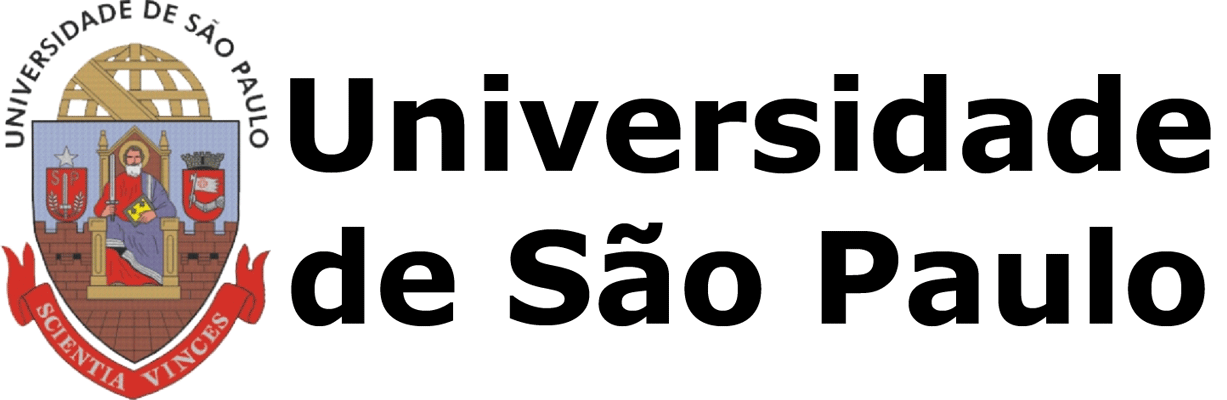 UNIVERSIDADE DE SÃO PAULO
S P
SCIENTIA VINCES
Universidade
de São Paulo